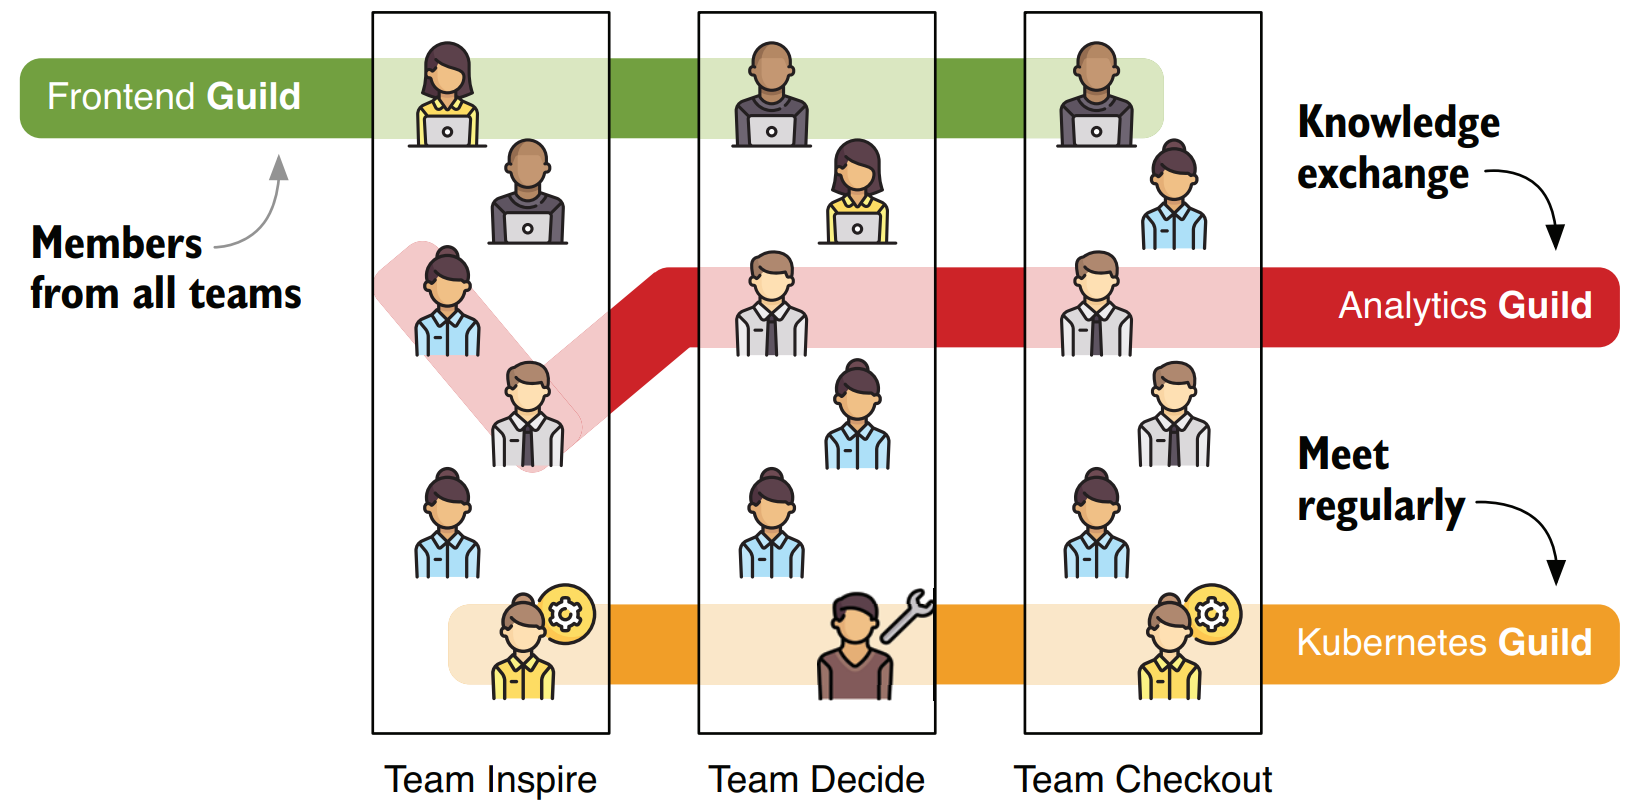 Frontend Guild
Members
from all teams
Knowledge
exchange
Analytics Guild
Meet
regularly
Kubernetes Guild
Team Inspire
Team Decide
Team Checkout